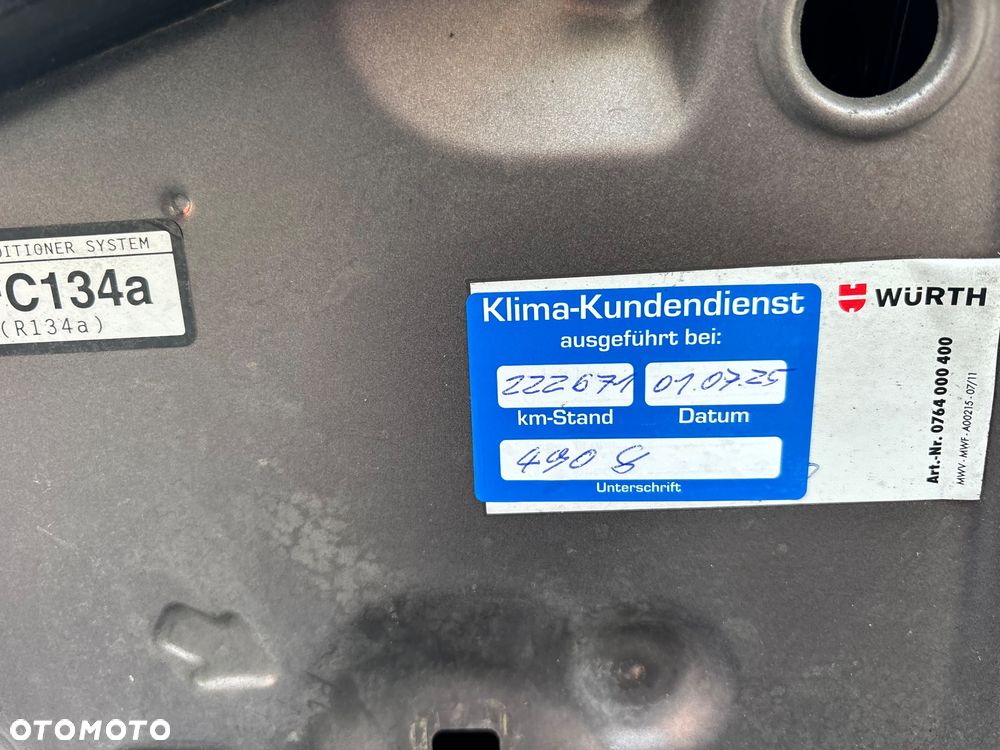 DITIONER SYSTEM
C134a
(R134a)
Klima-Kundendienst
ausgeführt bei:
222671 01.07.25
km-Stand Datum
490 g
Unterschrift
WÜRTH
Art.-Nr. 0764 000 400
MWV - MWF - A00215 - 07/11
OTOMOTO